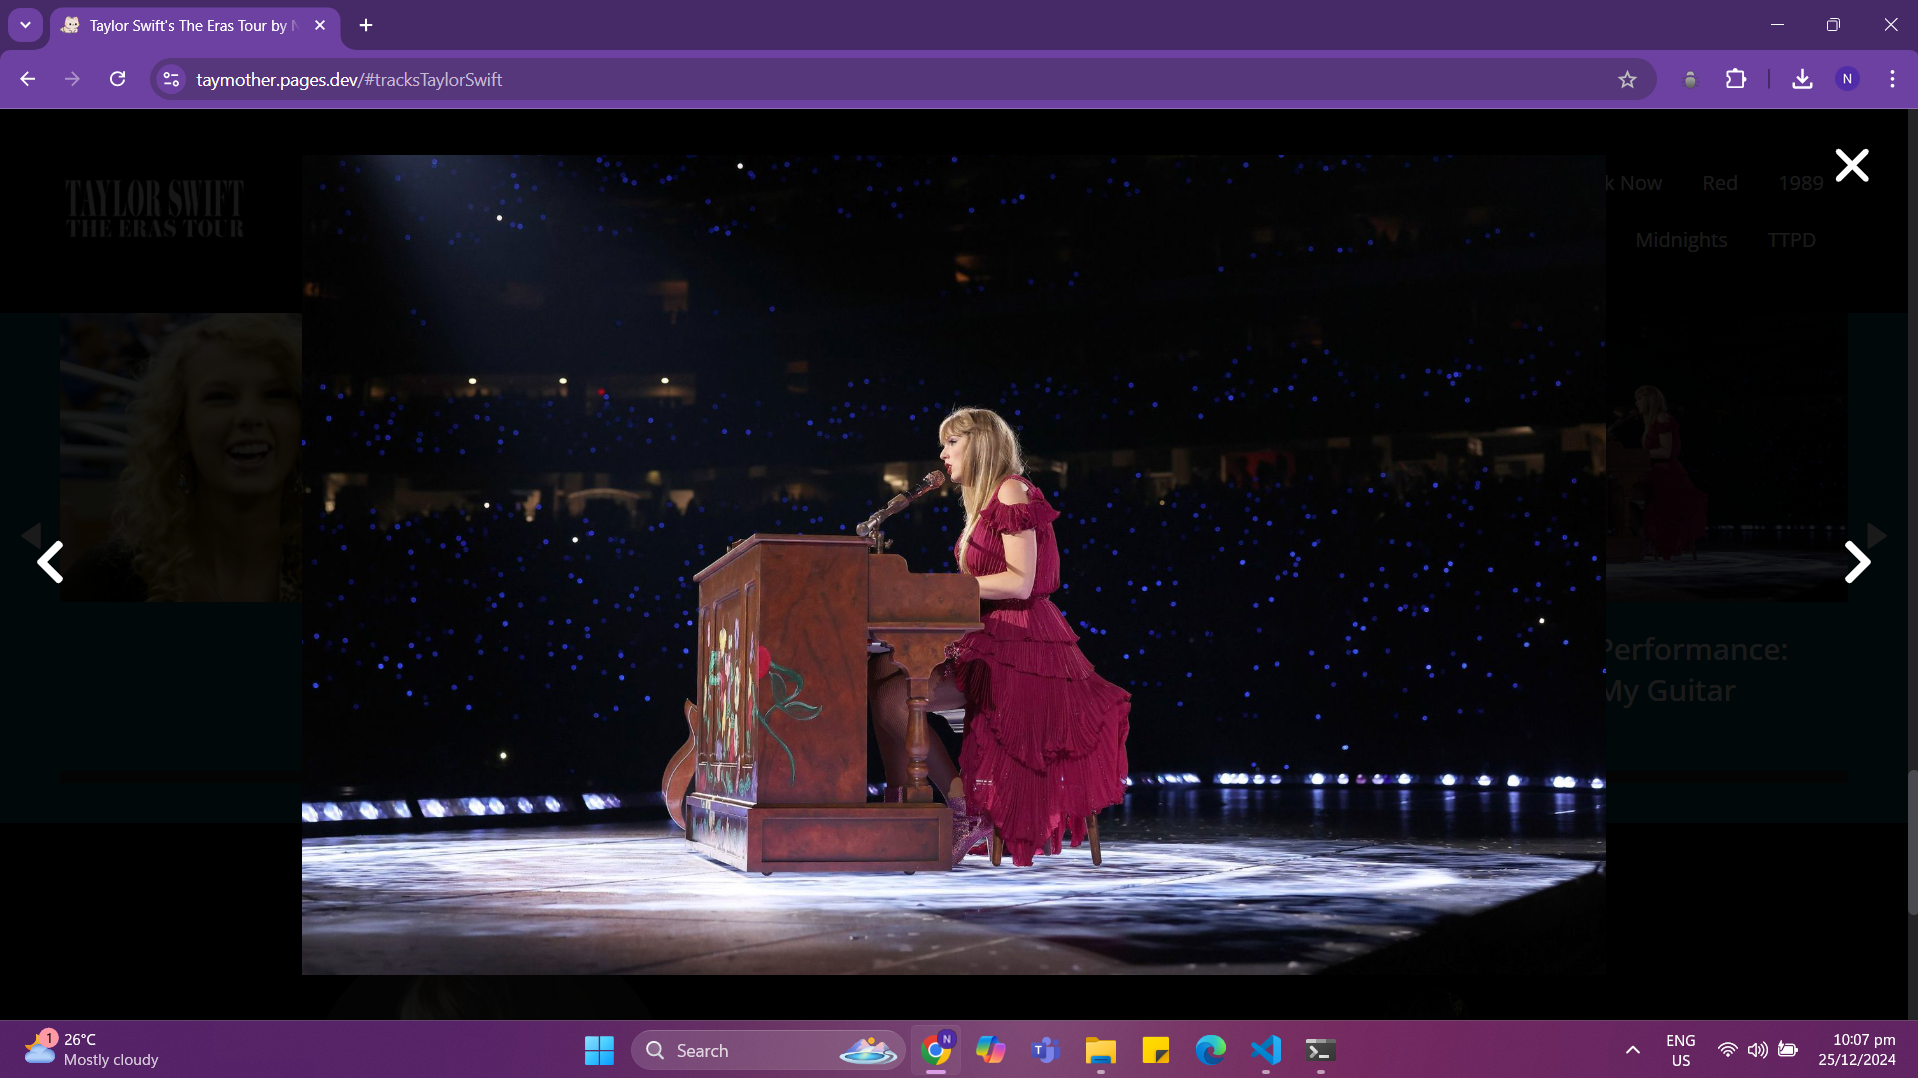 Taylor Swift's The Eras Tour by
taymother.pages.dev/#tracksTaylorSwift
N
TAYLOR SWIFT
THE ERAS TOUR
k Now
Red
1989
Midnights
TTPD
Performance:
My Guitar
1
26°C
Mostly cloudy
Search
N
ENG
US
10:07 pm
25/12/2024